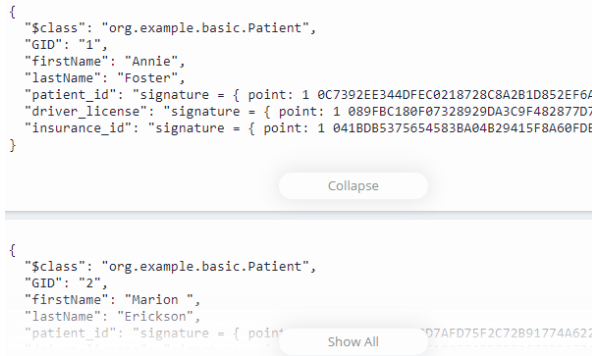 {
"$class": "org.example.basic.Patient",
"GID": "1",
"firstName": "Annie",
"lastName": "Foster",
"patient_id": "signature = { point: 1 0C7392EE344DFEC0218728C8A2B1D852EF6A
"driver_license": "signature = { point: 1 089FBC180F07328929DA3C9F482877D7
"insurance_id": "signature = { point: 1 041BDB5375654583BA04B29415F8A60FDE
}
Collapse
{
"$class": "org.example.basic.Patient",
"GID": "2",
"firstName": "Marion ",
"lastName": "Erickson",
"patient_id": "signature = { point D7AFD75F2C72B91774A622
Show All